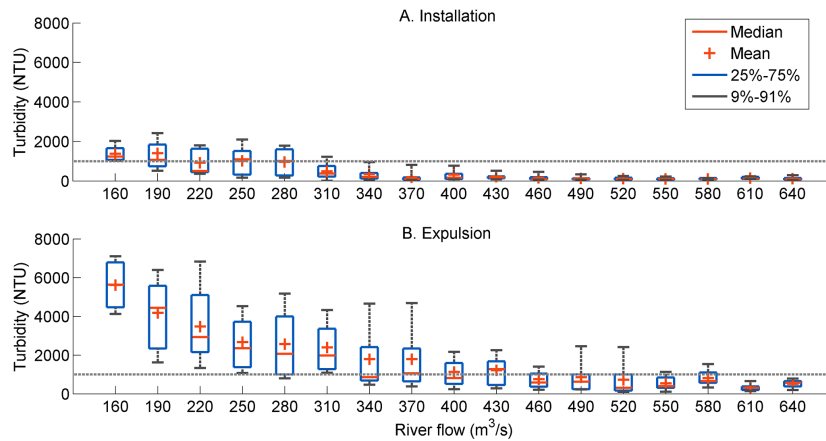 A. Installation
Turbidity (NTU)
8000
6000
4000
2000
0
Median
Mean
25%-75%
9%-91%
160 190 220 250 280 310 340 370 400 430 460 490 520 550 580 610 640
B. Expulsion
Turbidity (NTU)
8000
6000
4000
2000
0
160 190 220 250 280 310 340 370 400 430 460 490 520 550 580 610 640
River flow (m³/s)